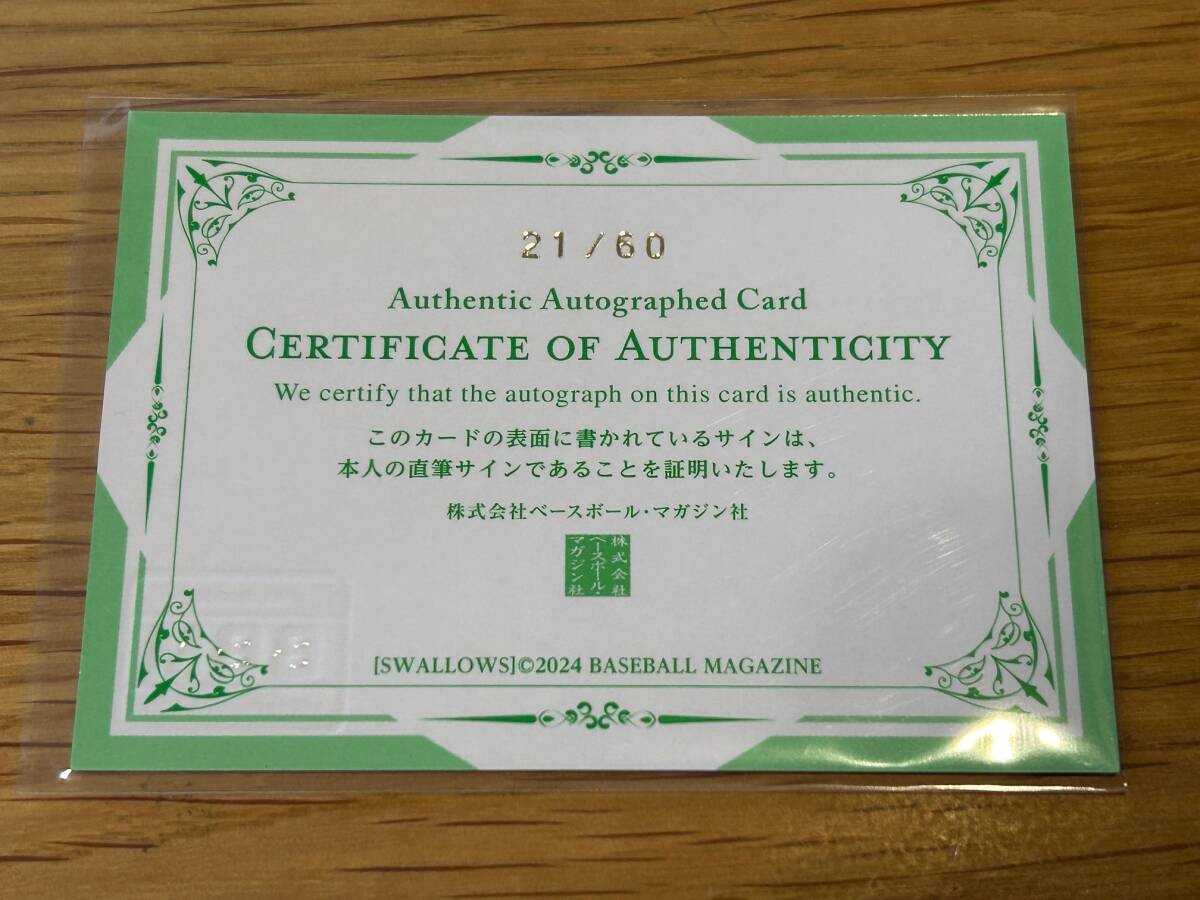 21/60
Authentic Autographed Card
CERTIFICATE OF AUTHENTICITY
We certify that the autograph on this card is authentic.
このカードの表面に書かれているサインは、
本人の直筆サインであることを証明いたします。
株式会社ベースボール・マガジン社
株式会社
ベースボール・
マガジン社
[SWALLOWS]©2024 BASEBALL MAGAZINE